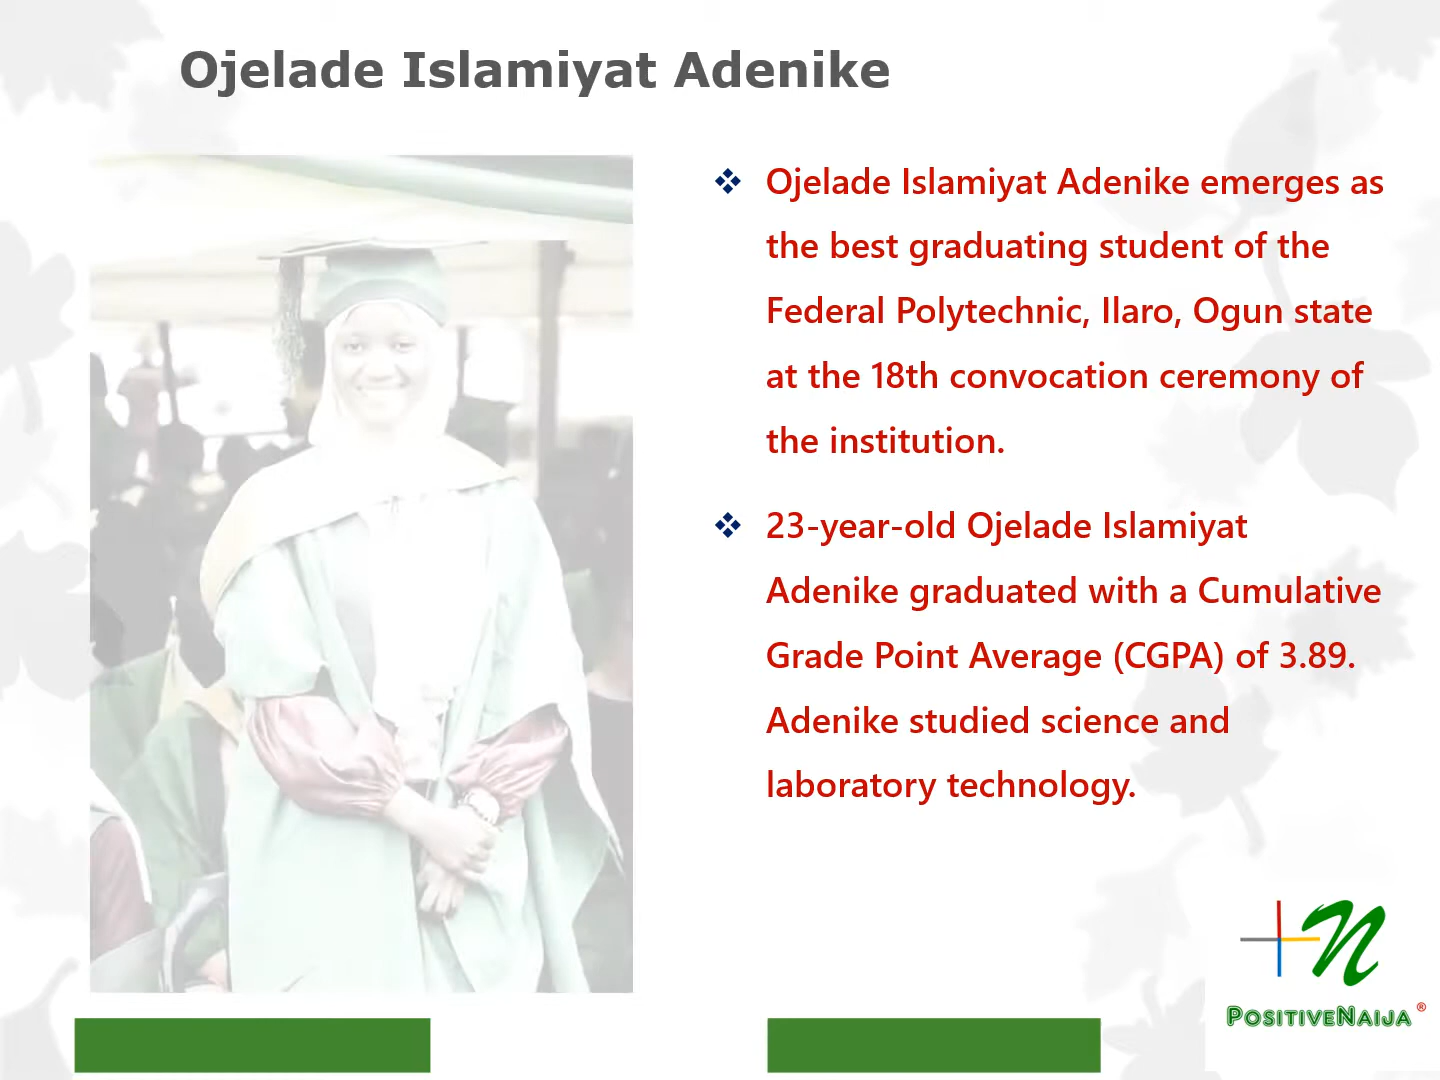 Ojelade Islamiyat Adenike
❖ Ojelade Islamiyat Adenike emerges as
the best graduating student of the
Federal Polytechnic, Ilaro, Ogun state
at the 18th convocation ceremony of
the institution.
❖ 23-year-old Ojelade Islamiyat
Adenike graduated with a Cumulative
Grade Point Average (CGPA) of 3.89.
Adenike studied science and
laboratory technology.
+N
POSITIVENAIJA®